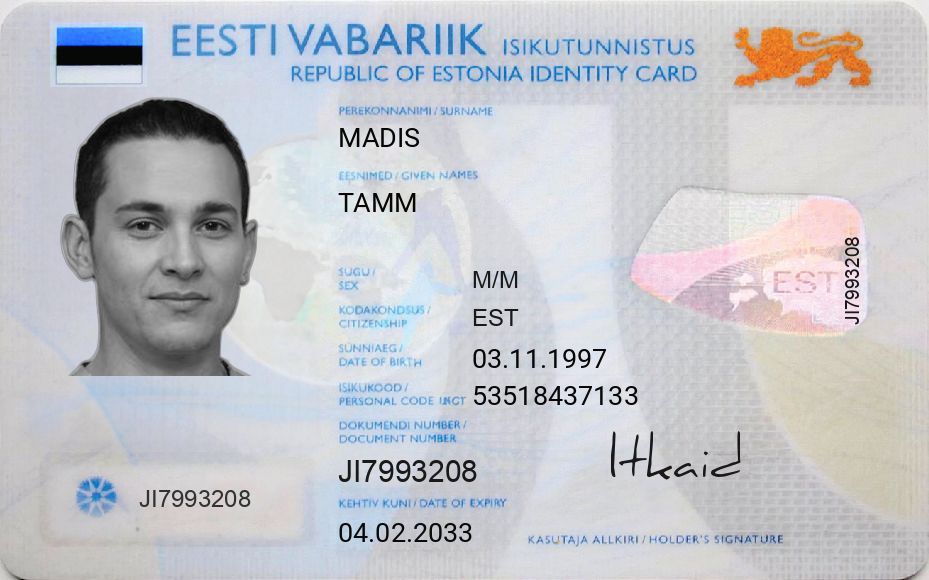 EESTI VABARIIK ISIKUTUNNISTUS
REPUBLIC OF ESTONIA IDENTITY CARD
PEREKONNANIMI / SURNAME
MADIS
EESNIMED / GIVEN NAMES
TAMM
SUGU /
SEX
M/M
KODAKONDSUS /
CITIZENSHIP
EST
SÜNNIAEG /
DATE OF BIRTH
03.11.1997
ISIKUKOOD /
PERSONAL CODE
53518437133
DOKUMENDI NUMBER /
DOCUMENT NUMBER
JI7993208
KEHTIV KUNI / DATE OF EXPIRY
04.02.2033
JI7993208
EST
JI7993208
KASUTAJA ALLKIRI / HOLDER'S SIGNATURE